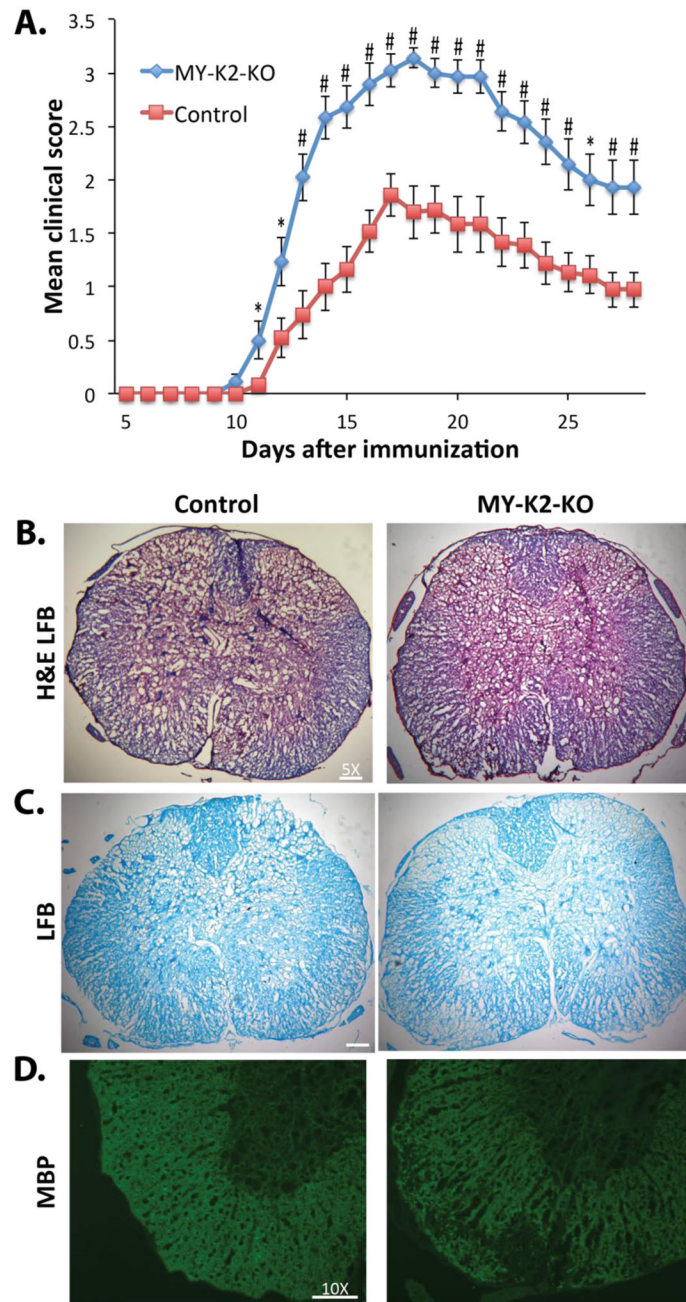 A.
# # # # # # # # # # # # # * # #
* *
3.5
3
2.5
2
1.5
1
0.5
0
Mean clinical score
MY-K2-KO
Control
5 10 15 20 25
Days after immunization
Control MY-K2-KO
B.
H&E LFB
5X
C.
LFB
D.
MBP
10X